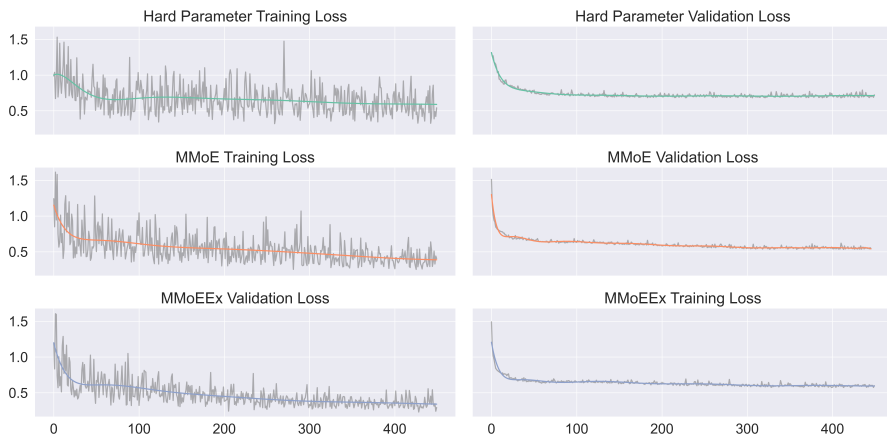 Hard Parameter Training Loss
Hard Parameter Validation Loss
1.5
1.0
0.5
MMoE Training Loss
MMoE Validation Loss
1.5
1.0
0.5
MMoEEx Validation Loss
MMoEEx Training Loss
1.5
1.0
0.5
0 100 200 300 400
0 100 200 300 400